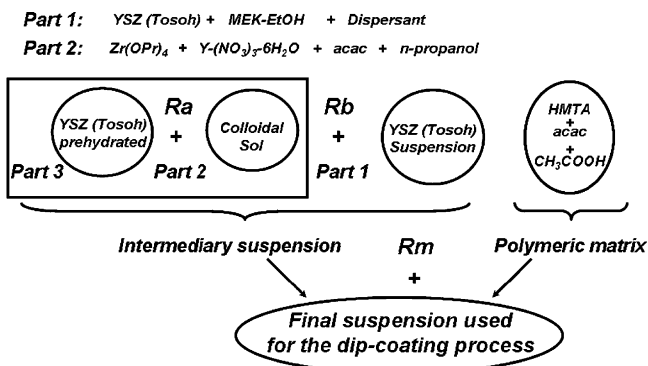 Part 1: YSZ (Tosoh) + MEK-EtOH + Dispersant
Part 2: Zr(OPr)₄ + Y-(NO₃)₃-6H₂O + acac + n-propanol
YSZ (Tosoh)
prehydrated
Part 3
Ra
+
Part 2
Colloidal
Sol
Rb
+
Part 1
YSZ (Tosoh)
Suspension
HMTA
+
acac
+
CH₃COOH
Intermediary suspension
Rm
+
Polymeric matrix
Final suspension used
for the dip-coating process